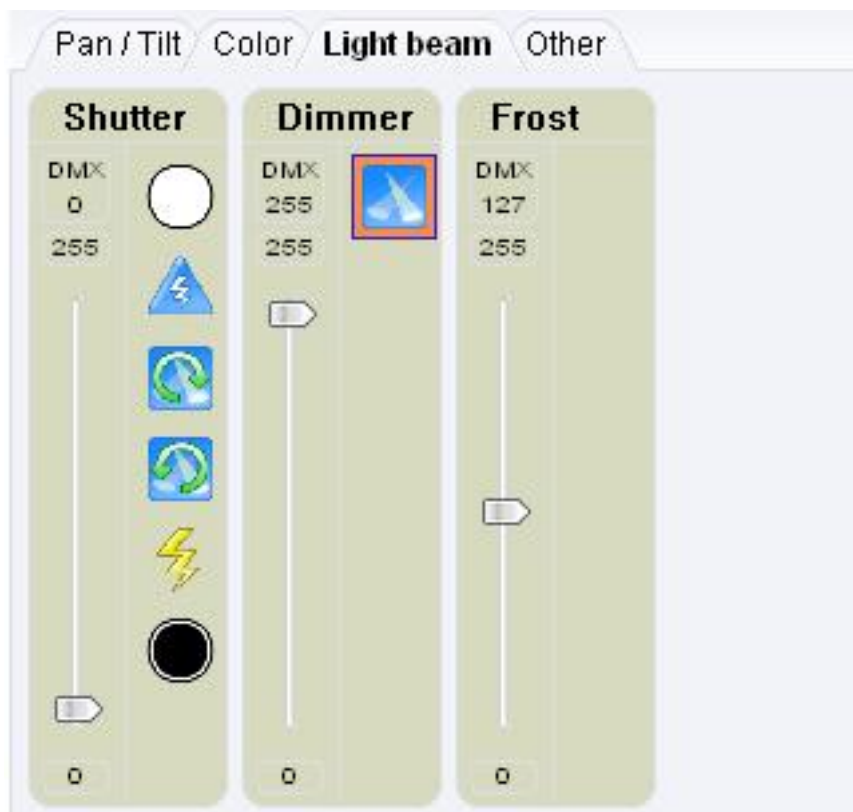 Pan / Tilt Color Light beam Other
Shutter Dimmer Frost
DMX DMX DMX
0 255 127
255 255 255
0 0 0